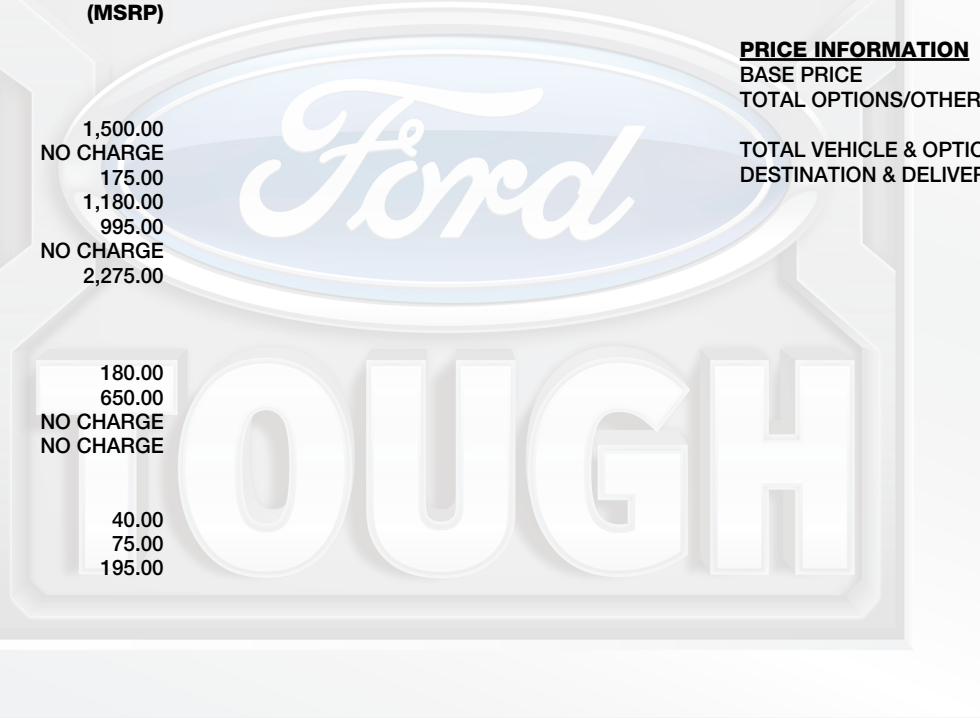 (MSRP)
1,500.00
NO CHARGE
175.00
1,180.00
995.00
NO CHARGE
2,275.00
180.00
650.00
NO CHARGE
NO CHARGE
40.00
75.00
195.00
PRICE INFORMATION
BASE PRICE
TOTAL OPTIONS/OTHER
TOTAL VEHICLE & OPTIO
DESTINATION & DELIVER
Ford
TOUGH